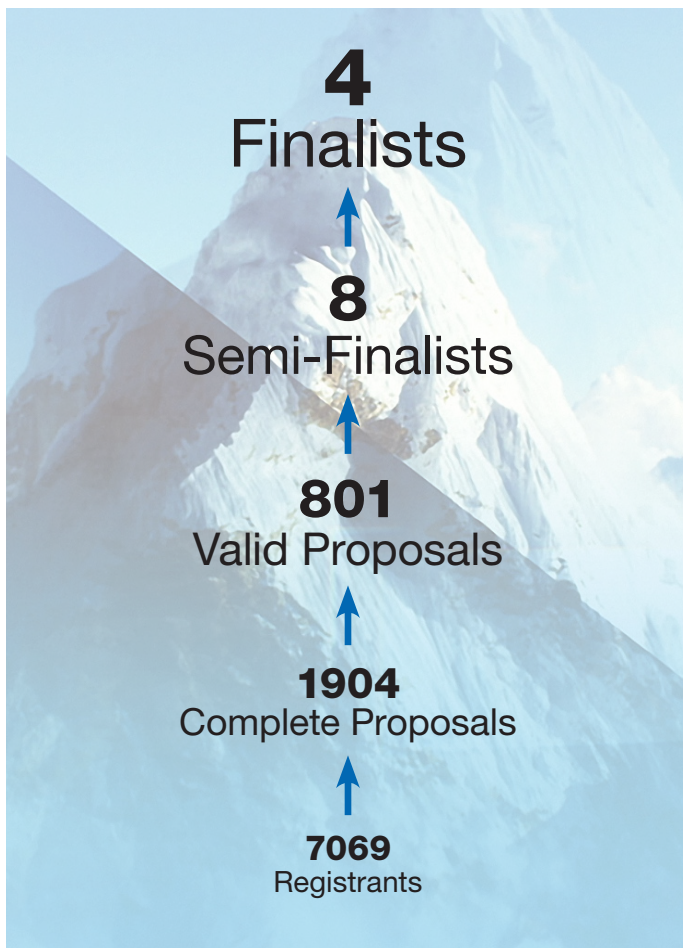 4
Finalists
8
Semi-Finalists
801
Valid Proposals
1904
Complete Proposals
7069
Registrants